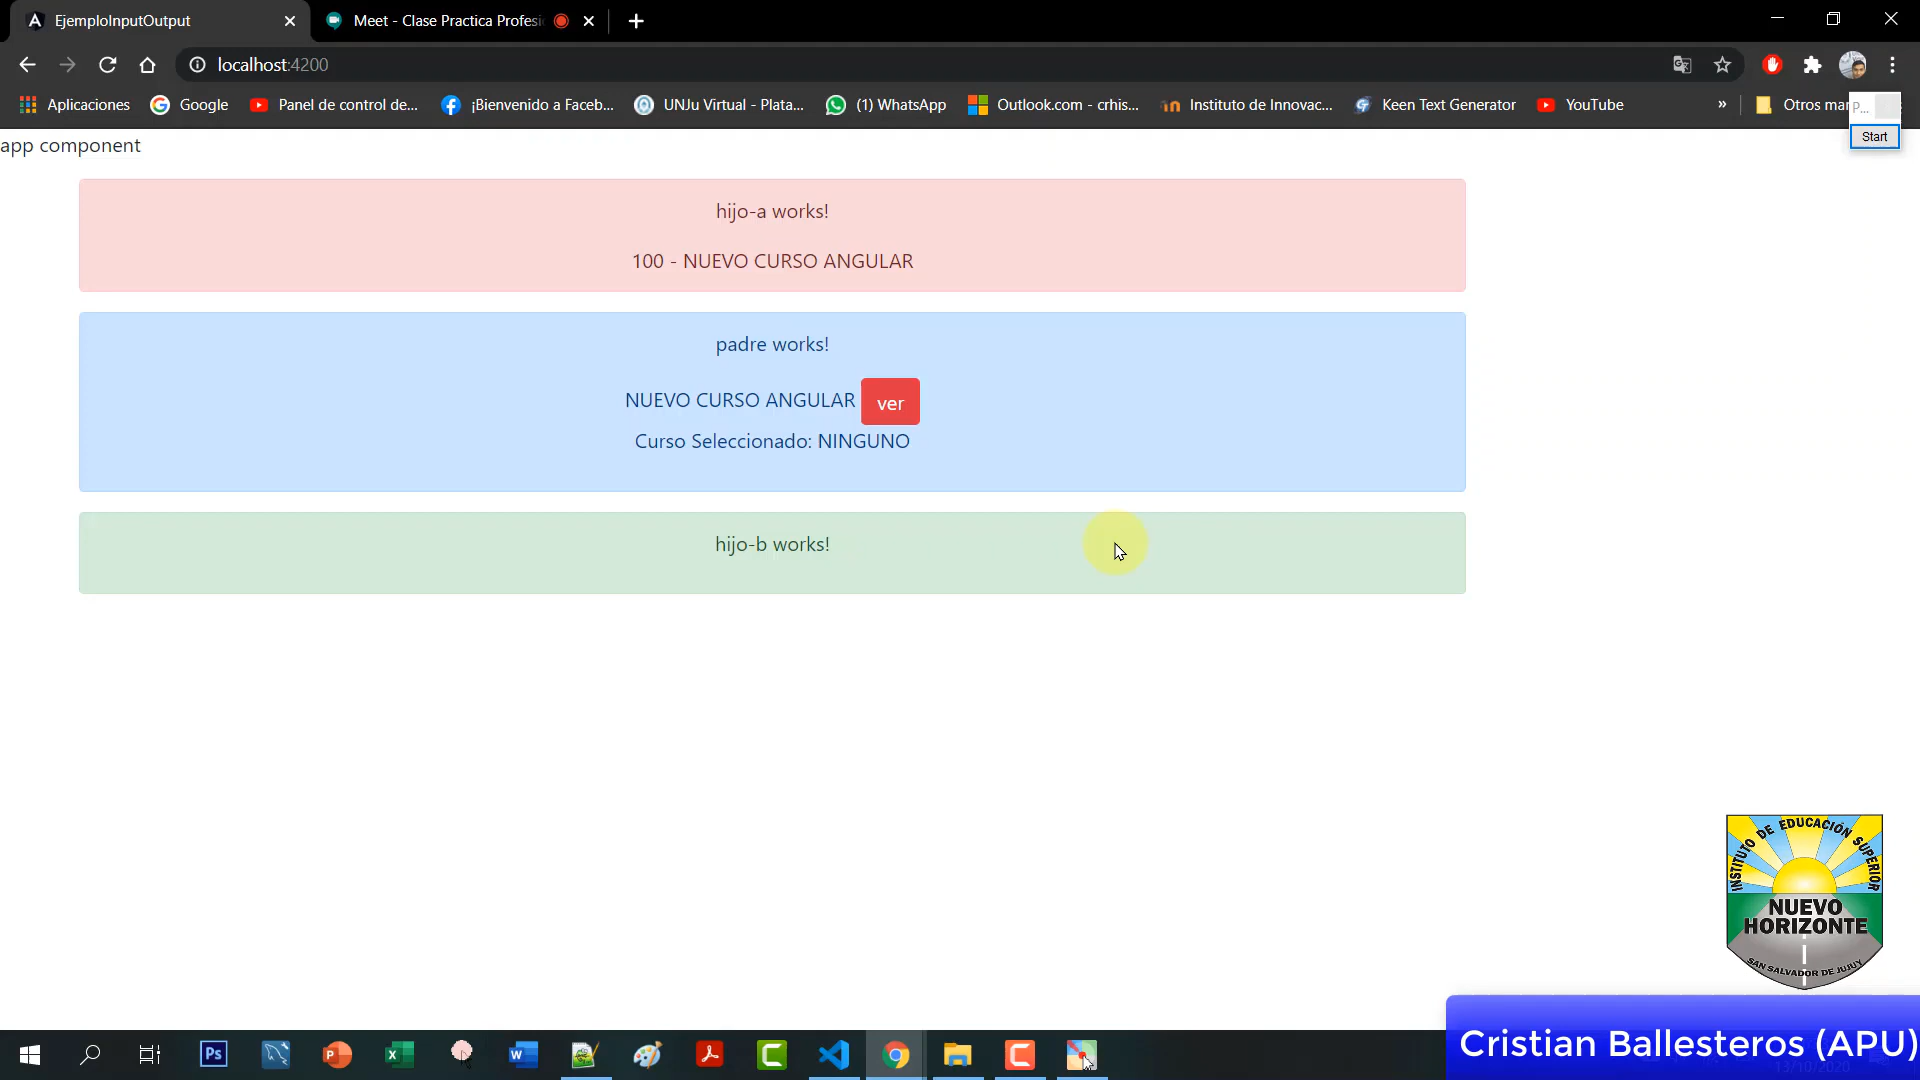 EjemploInputOutput
Meet - Clase Practica Profesi
localhost:4200
Aplicaciones
Google
Panel de control de...
¡Bienvenido a Faceb...
UNJu Virtual - Plata...
(1) WhatsApp
Outlook.com - crhis...
Instituto de Innovac...
Keen Text Generator
YouTube
»
Otros mar
P...
Start
app component
hijo-a works!
100 - NUEVO CURSO ANGULAR
padre works!
NUEVO CURSO ANGULAR ver
Curso Seleccionado: NINGUNO
hijo-b works!
INSTITUTO DE EDUCACIÓN SUPERIOR
NUEVO
HORIZONTE
SAN SALVADOR DE JUJUY
Cristian Ballesteros (APU)
13/10/2020